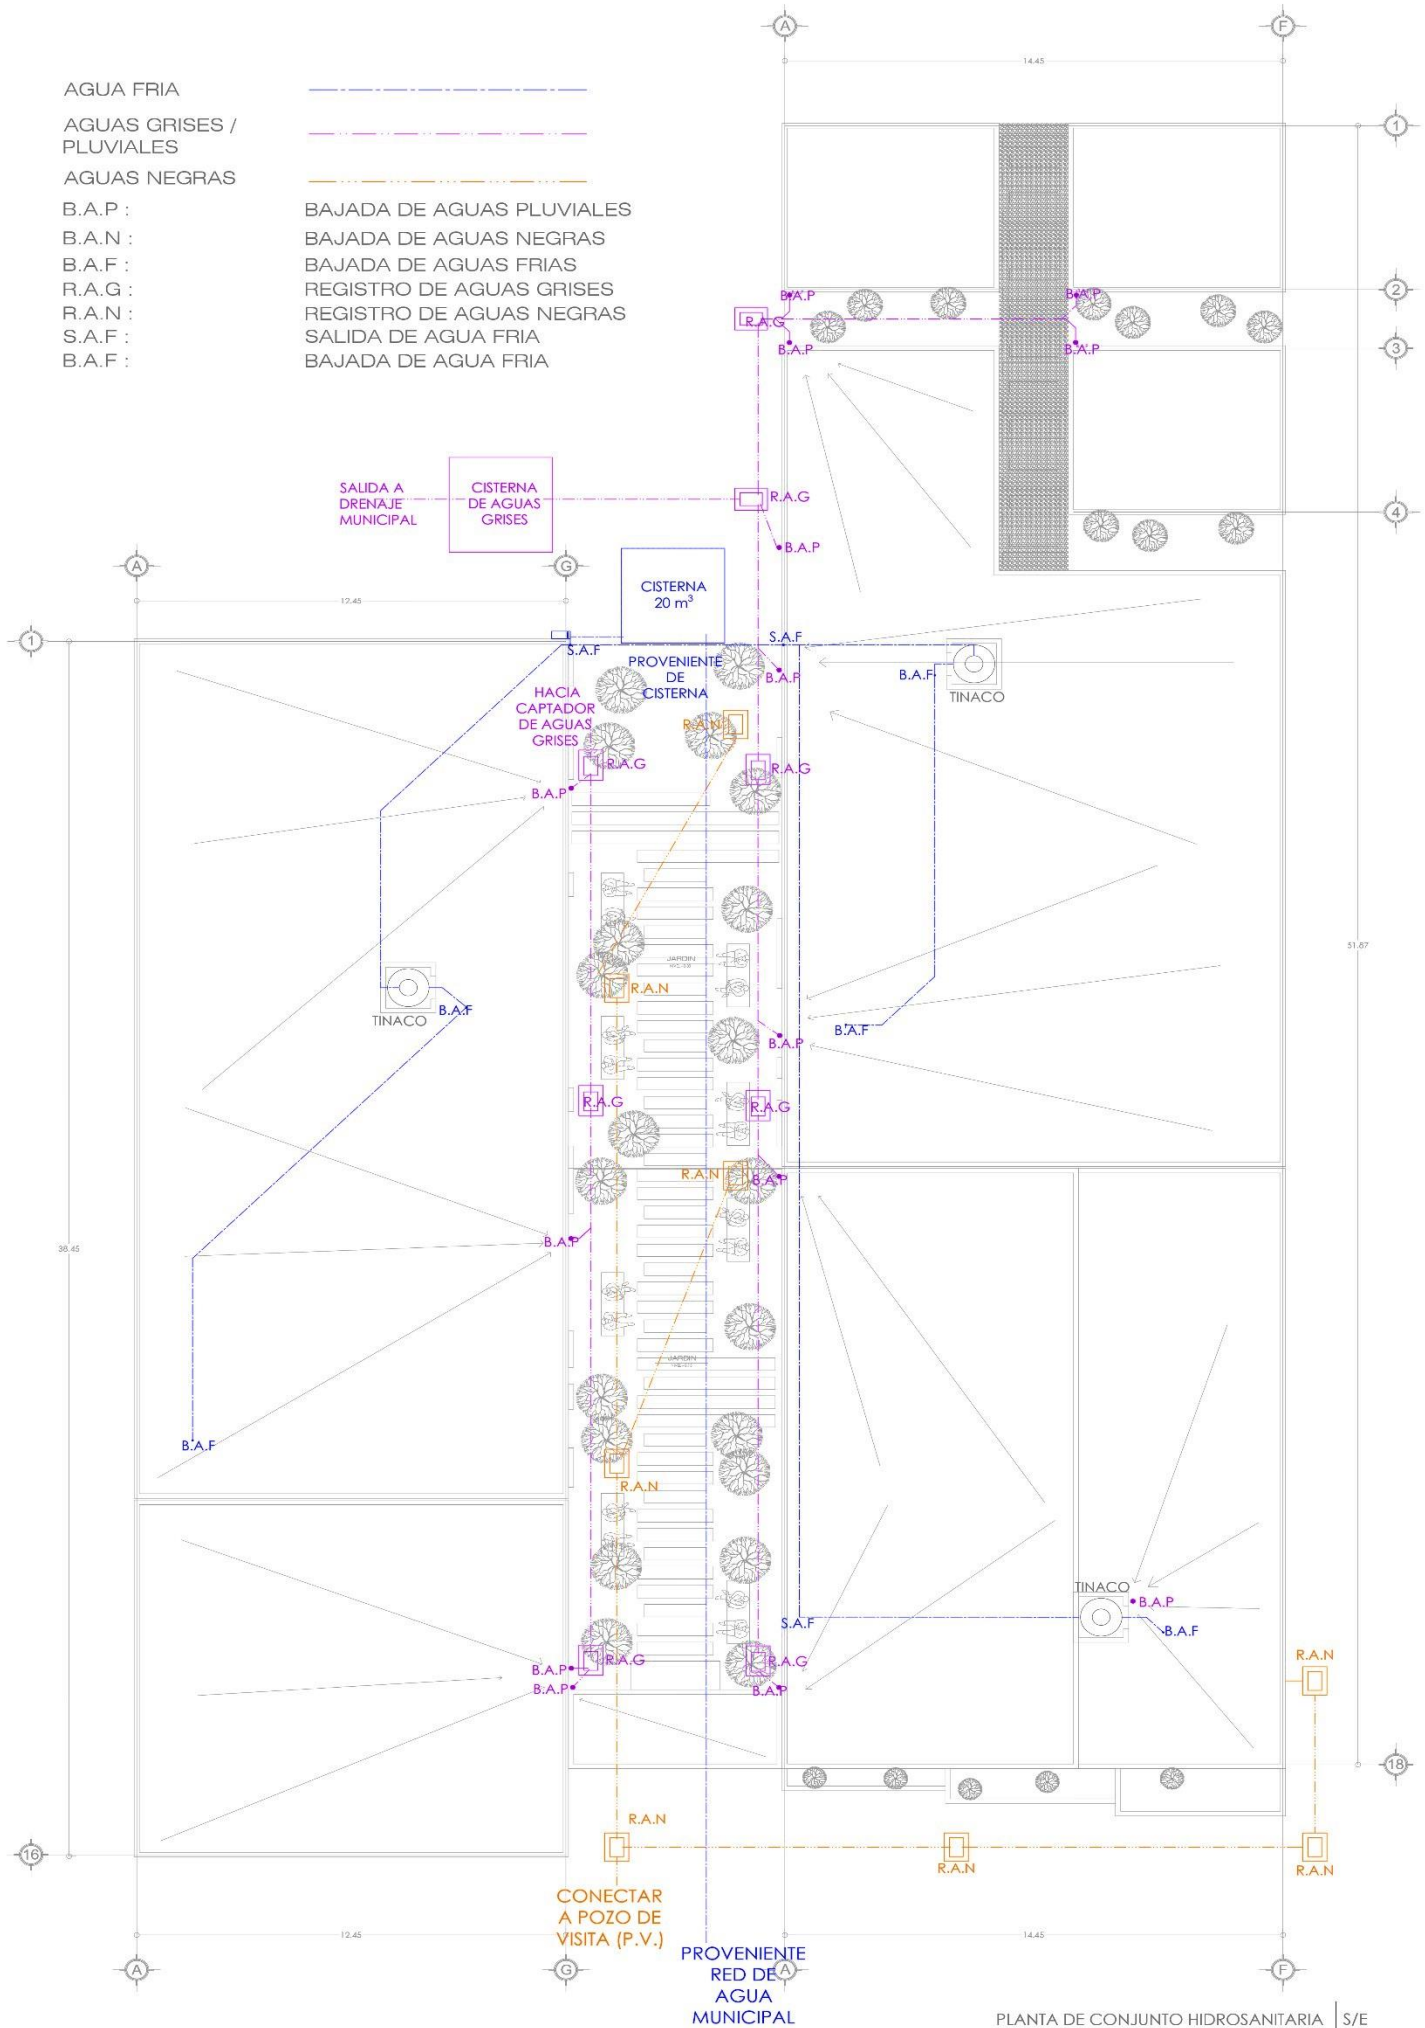 A
F
14.45
AGUA FRIA
AGUAS GRISES /
PLUVIALES
AGUAS NEGRAS
B.A.P : BAJADA DE AGUAS PLUVIALES
B.A.N : BAJADA DE AGUAS NEGRAS
B.A.F : BAJADA DE AGUAS FRIAS
R.A.G : REGISTRO DE AGUAS GRISES
R.A.N : REGISTRO DE AGUAS NEGRAS
S.A.F : SALIDA DE AGUA FRIA
B.A.F : BAJADA DE AGUA FRIA
1
2
B.A.P
B.A.P
R.A.G
B.A.P
B.A.P
3
SALIDA A
DRENAJE
MUNICIPAL
CISTERNA
DE AGUAS
GRISES
R.A.G
4
B.A.P
A
G
CISTERNA
20 m³
12.45
1
S.A.F
S.A.F
PROVENIENTE
DE
CISTERNA
B.A.P
B.A.F
TINACO
HACIA
CAPTADOR
DE AGUAS
GRISES
R.A.N
R.A.G
R.A.G
B.A.P
51.87
JARDIN
R.A.N
TINACO
B.A.F
B.A.F
B.A.P
R.A.G
R.A.G
R.A.N
B.A.P
B.A.P
38.45
JARDIN
B.A.F
R.A.N
TINACO
B.A.P
S.A.F
B.A.F
R.A.G
R.A.G
B.A.P
B.A.P
B.A.P
R.A.N
18
R.A.N
16
R.A.N
R.A.N
CONECTAR
A POZO DE
VISITA (P.V.)
12.45
14.45
PROVENIENTE
RED DE
AGUA
MUNICIPAL
A
G
A
F
PLANTA DE CONJUNTO HIDROSANITARIA | S/E